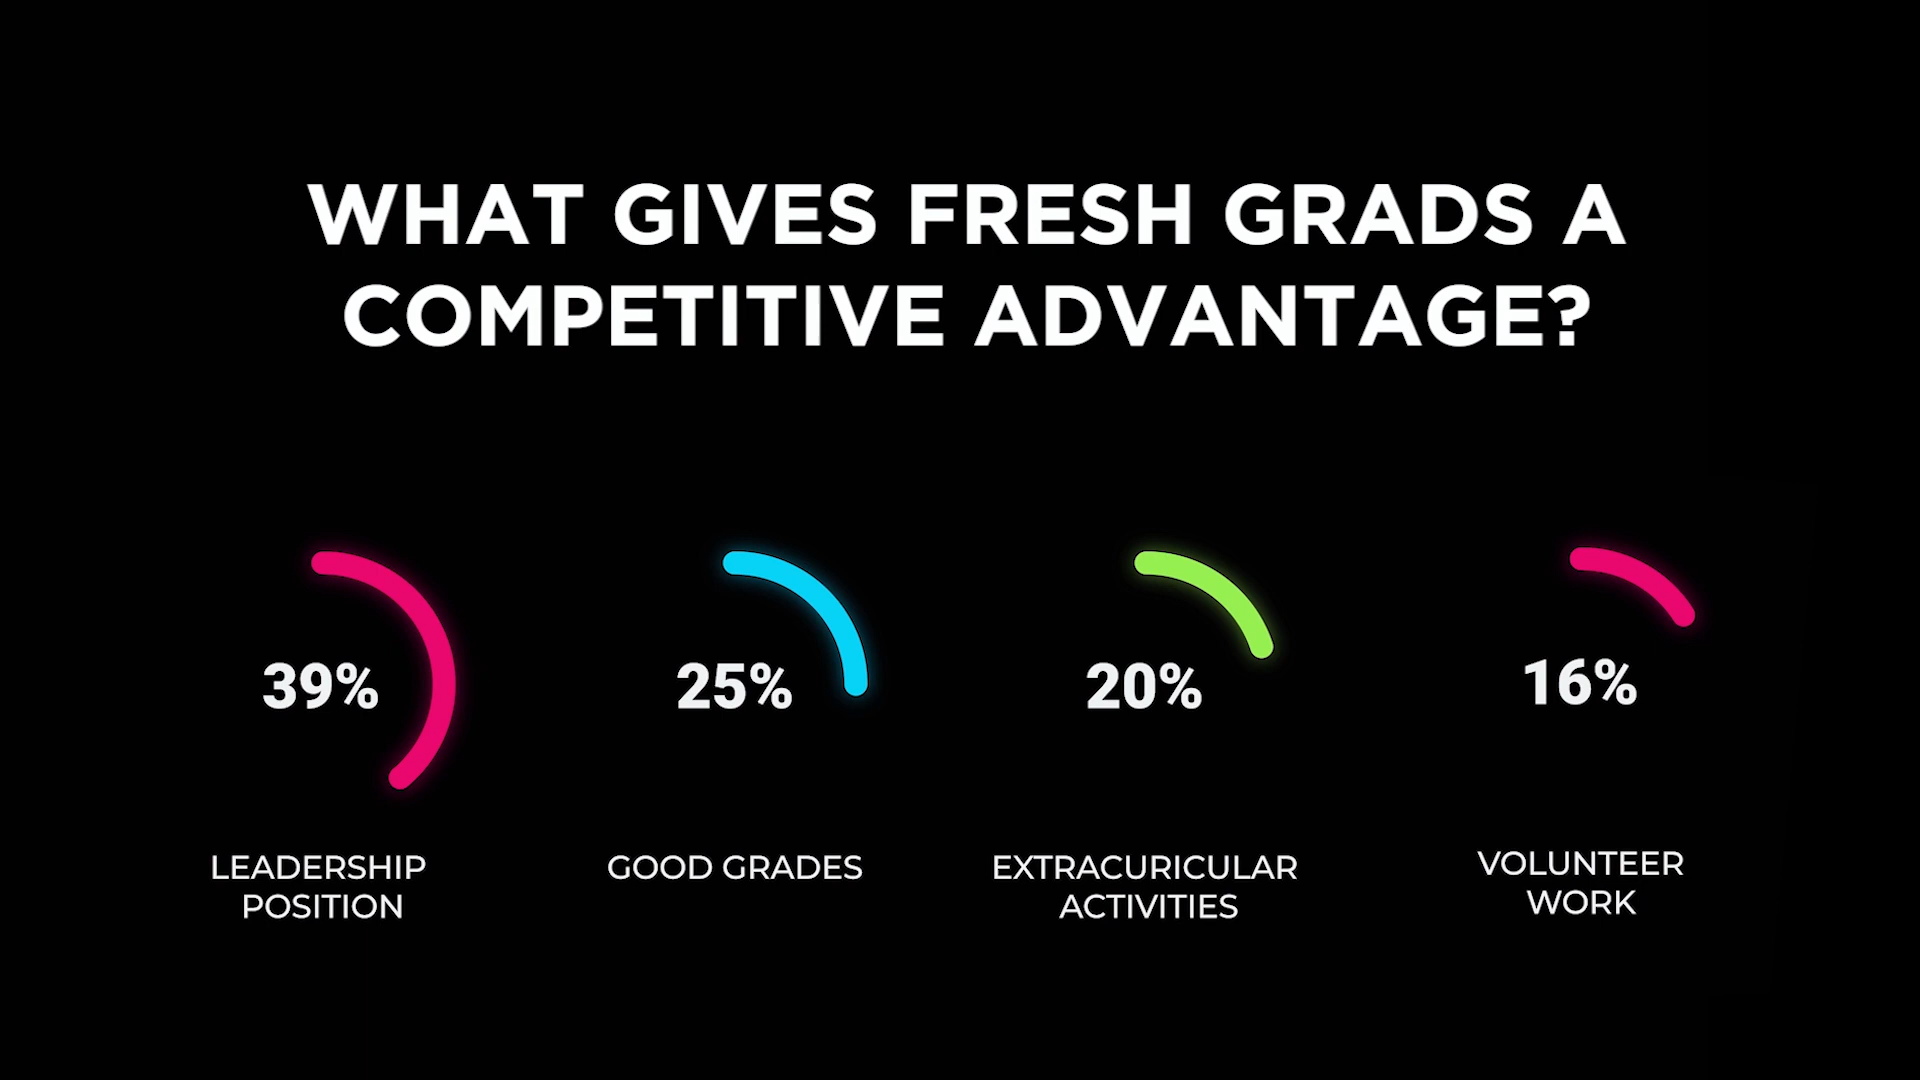 WHAT GIVES FRESH GRADS A
COMPETITIVE ADVANTAGE?
39%
25%
20%
16%
LEADERSHIP
POSITION
GOOD GRADES
EXTRACURICULAR
ACTIVITIES
VOLUNTEER
WORK